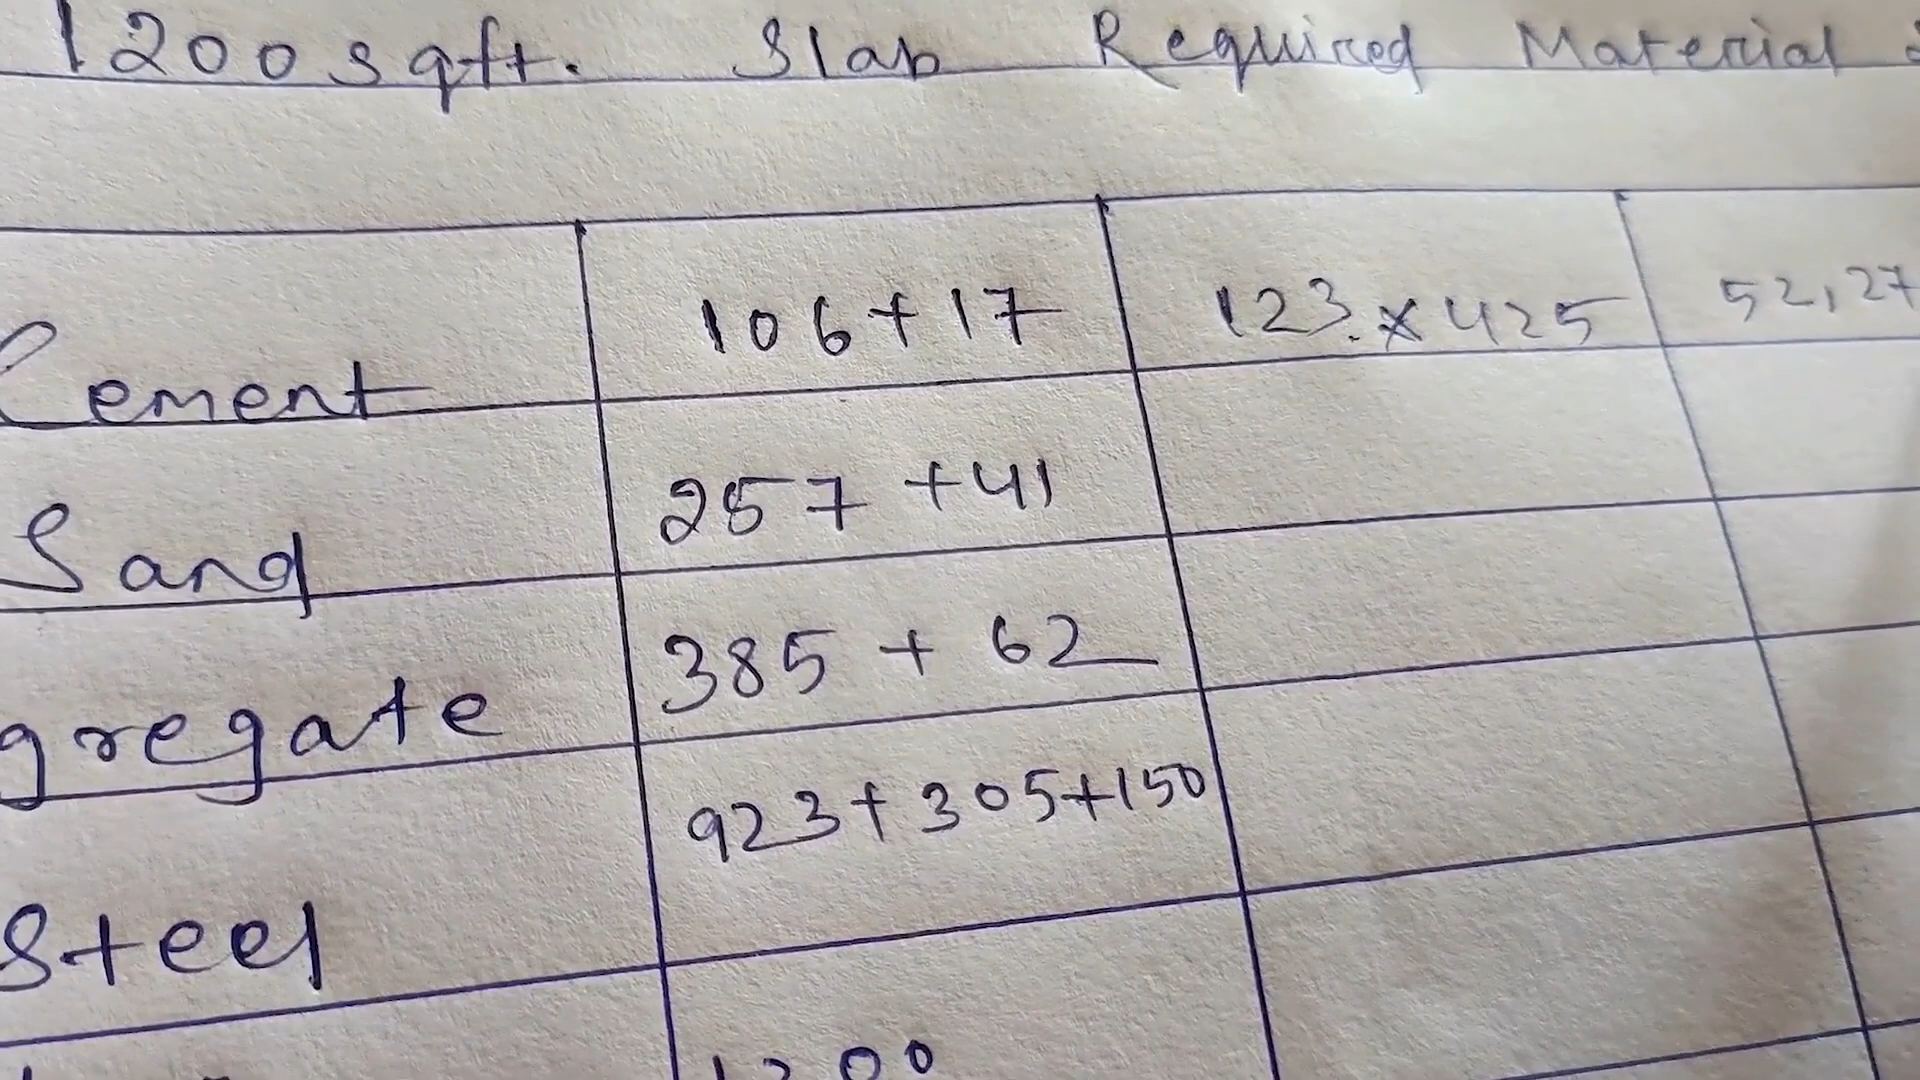 1200 sqft. Slab Required Material
Cement 106+17 123.×425 52,27
Sand 257 +41
gregate 385 + 62
Steel 923+305+150
1200